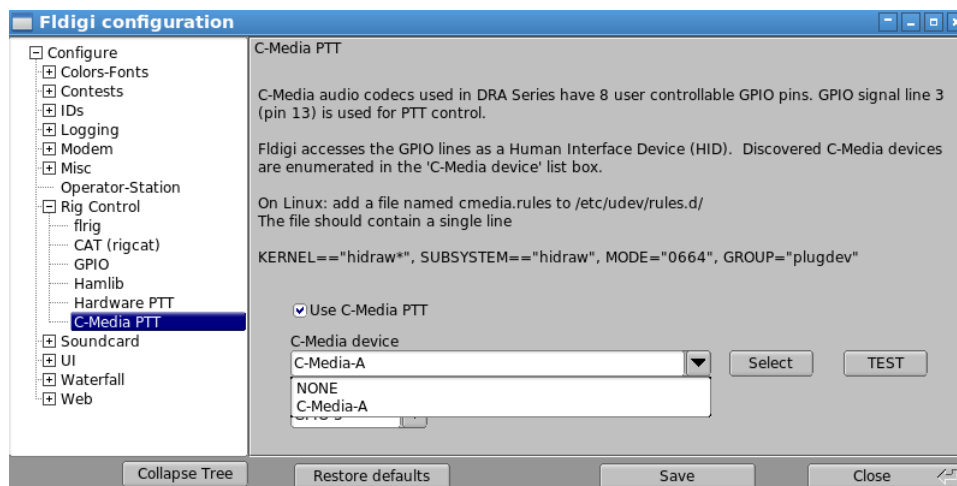 Fldigi configuration
Configure
Colors-Fonts
Contests
IDs
Logging
Modem
Misc
Operator-Station
Rig Control
flrig
CAT (rigcat)
GPIO
Hamlib
Hardware PTT
C-Media PTT
Soundcard
UI
Waterfall
Web
Collapse Tree
C-Media PTT
C-Media audio codecs used in DRA Series have 8 user controllable GPIO pins. GPIO signal line 3
(pin 13) is used for PTT control.
Fldigi accesses the GPIO lines as a Human Interface Device (HID). Discovered C-Media devices
are enumerated in the 'C-Media device' list box.
On Linux: add a file named cmedia.rules to /etc/udev/rules.d/
The file should contain a single line
KERNEL=="hidraw*", SUBSYSTEM=="hidraw", MODE="0664", GROUP="plugdev"
Use C-Media PTT
C-Media device
C-Media-A
Select
TEST
NONE
C-Media-A
Restore defaults
Save
Close